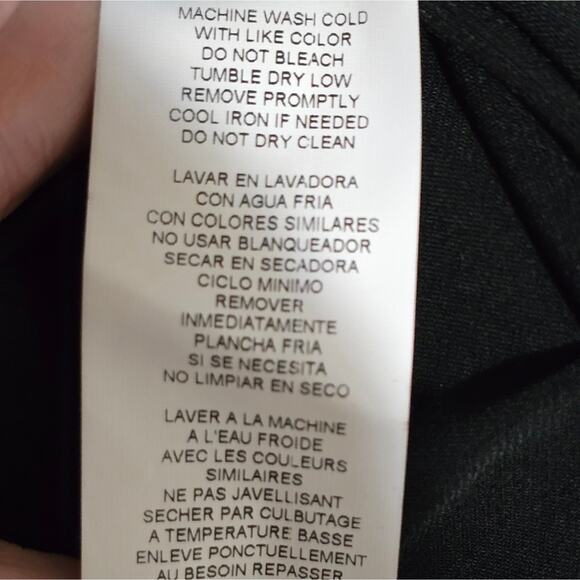 MACHINE WASH COLD
WITH LIKE COLOR
DO NOT BLEACH
TUMBLE DRY LOW
REMOVE PROMPTLY
COOL IRON IF NEEDED
DO NOT DRY CLEAN
LAVAR EN LAVADORA
CON AGUA FRIA
CON COLORES SIMILARES
NO USAR BLANQUEADOR
SECAR EN SECADORA
CICLO MINIMO
REMOVER
INMEDIATAMENTE
PLANCHA FRIA
SI SE NECESITA
NO LIMPIAR EN SECO
LAVER A LA MACHINE
A L'EAU FROIDE
AVEC LES COULEURS
SIMILAIRES
NE PAS JAVELLISANT
SECHER PAR CULBUTAGE
A TEMPERATURE BASSE
ENLEVE PONCTUELLEMENT
AU BESOIN REPASSER